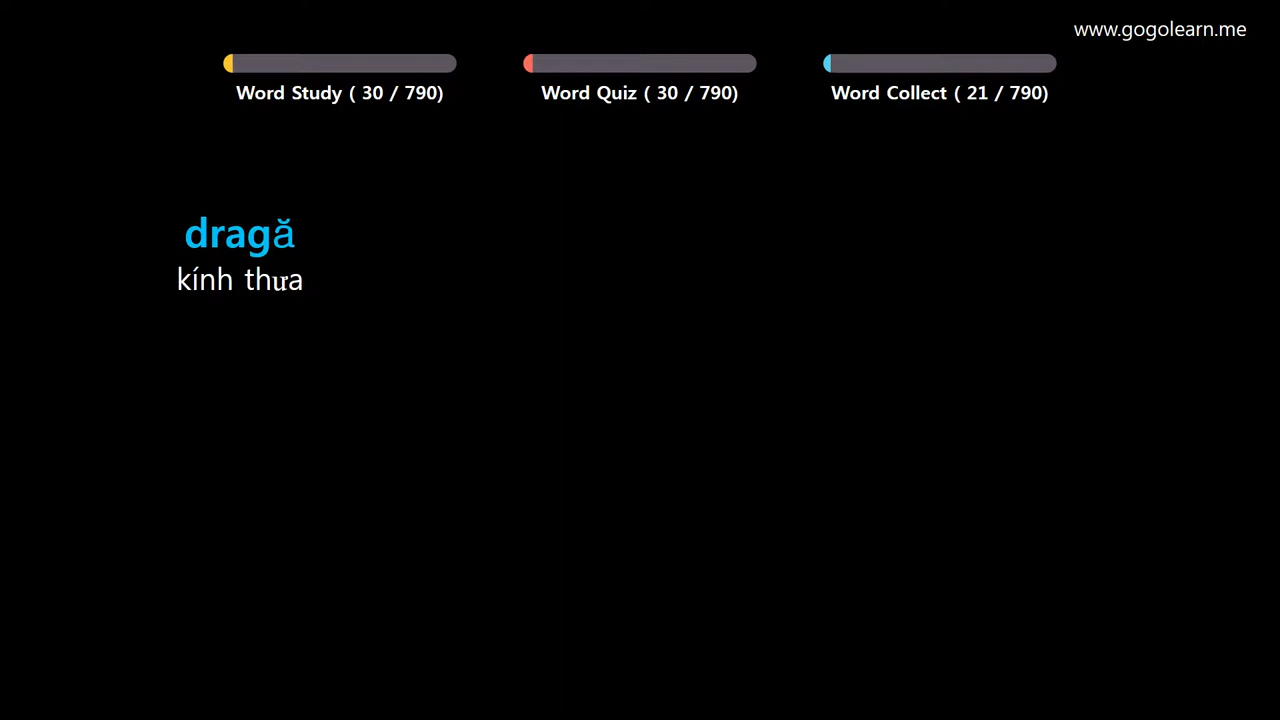 www.gogolearn.me
Word Study ( 30 / 790)
Word Quiz ( 30 / 790)
Word Collect ( 21 / 790)
dragă
kính thưa